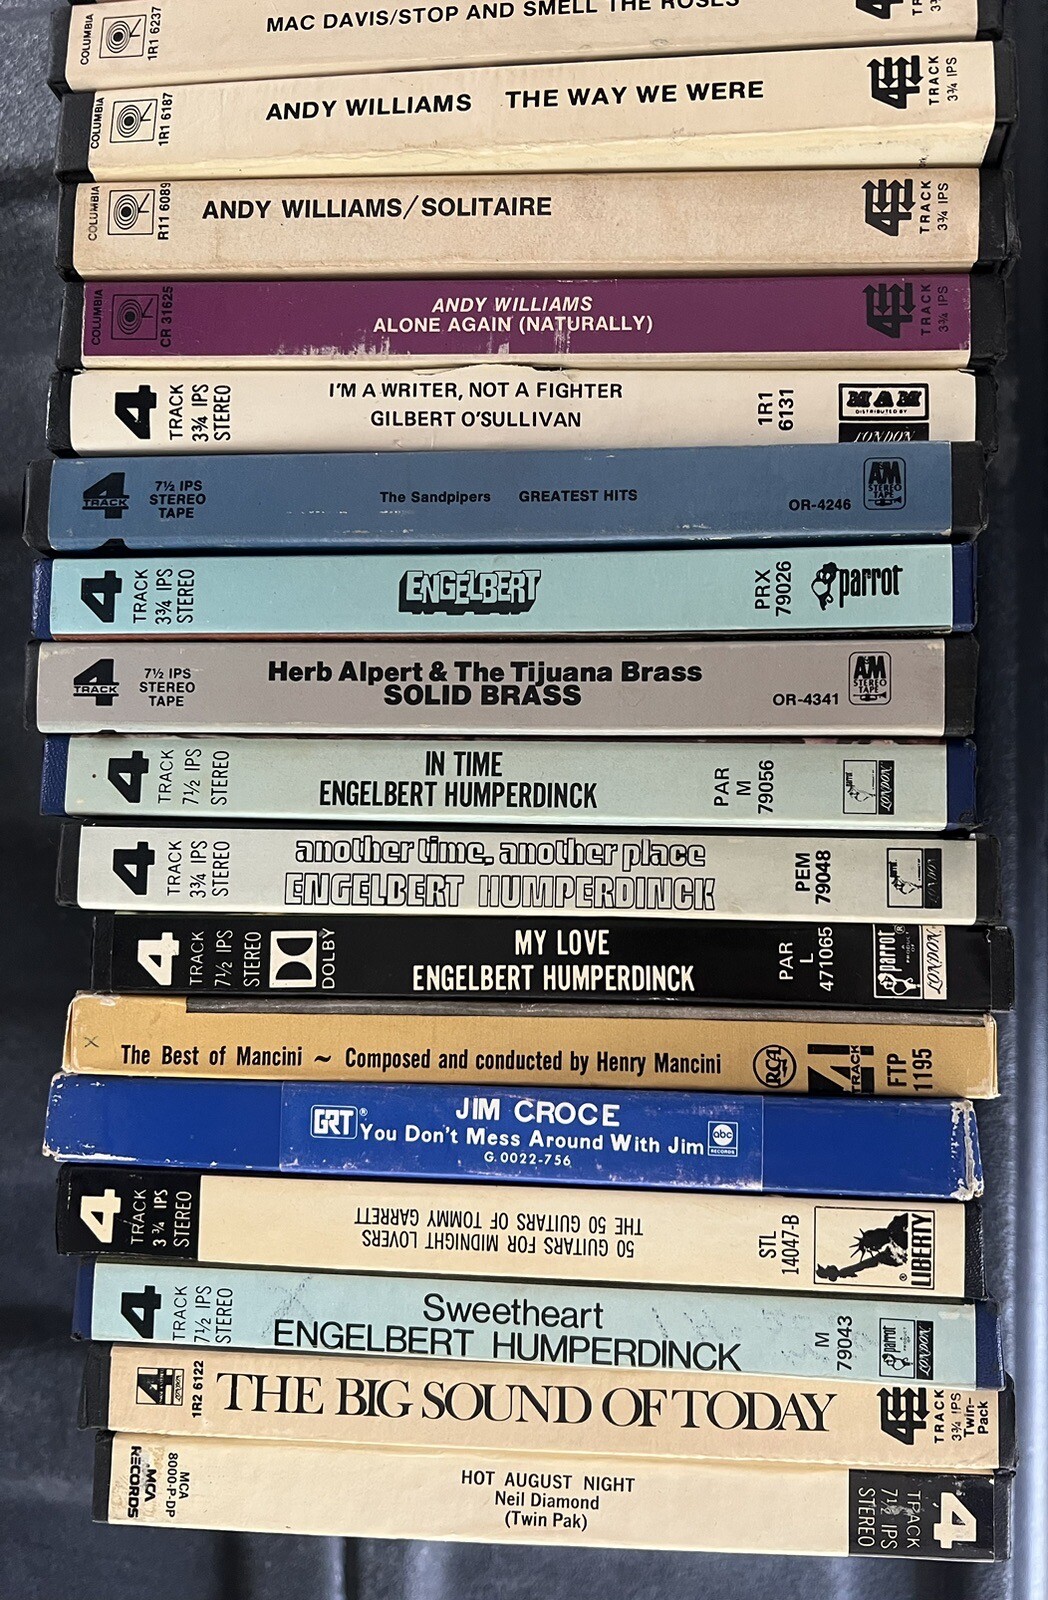 COLUMBIA
1R1 6237
MAC DAVIS/STOP AND SMELL THE ROSES
COLUMBIA
1R1 6187
ANDY WILLIAMS THE WAY WE WERE
4
TRACK
3¾ IPS
COLUMBIA
R11 6089
ANDY WILLIAMS/SOLITAIRE
4
TRACK
3¾ IPS
COLUMBIA
CR 31625
ANDY WILLIAMS
ALONE AGAIN (NATURALLY)
4
TRACK
3¾ IPS
4
TRACK
3¾ IPS
STEREO
I'M A WRITER, NOT A FIGHTER
GILBERT O'SULLIVAN
1R1
6131
MAM
DISTRIBUTED BY
LONDON
4
TRACK
7½ IPS
STEREO
TAPE
The Sandpipers GREATEST HITS
OR-4246
A&M
STEREO
TAPE
4
TRACK
3¾ IPS
STEREO
ENGELBERT
PRX
79026
parrot
4
TRACK
7½ IPS
STEREO
TAPE
Herb Alpert & The Tijuana Brass
SOLID BRASS
OR-4341
A&M
STEREO
TAPE
4
TRACK
7½ IPS
STEREO
IN TIME
ENGELBERT HUMPERDINCK
PAR
M
79056
parrot
LONDON
4
TRACK
3¾ IPS
STEREO
another time, another place
ENGELBERT HUMPERDINCK
PEM
79048
LONDON
4
TRACK
7½ IPS
STEREO
DOLBY
MY LOVE
ENGELBERT HUMPERDINCK
PAR
L
471065
parrot®
A
PRODUCT
OF
LONDON
X
The Best of Mancini ~ Composed and conducted by Henry Mancini
RCA
4
TRACK
FTP
1195
GRT®
JIM CROCE
You Don't Mess Around With Jim
G. 0022-756
abc
RECORDS
4
TRACK
3 ¾ IPS
STEREO
50 GUITARS FOR MIDNIGHT LOVERS
THE 50 GUITARS OF TOMMY GARRETT
STL
14047-B
LIBERTY
®
4
TRACK
7½ IPS
STEREO
Sweetheart
ENGELBERT HUMPERDINCK
M
79043
parrot
LONDON
4
LONDON
1R2 6122
THE BIG SOUND OF TODAY
4
TRACK
3¾ IPS
Twin-
Pack
MCA
RECORDS
MCA
8000-P-DP
HOT AUGUST NIGHT
Neil Diamond
(Twin Pak)
4
TRACK
7½ IPS
STEREO